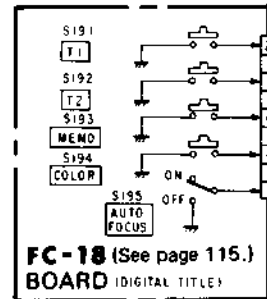 S191
T1
S192
T2
S193
MEMO
S194
COLOR
S195
AUTO
FOCUS
ON
OFF
FC-18 (See page 115.)
BOARD (DIGITAL TITLE)